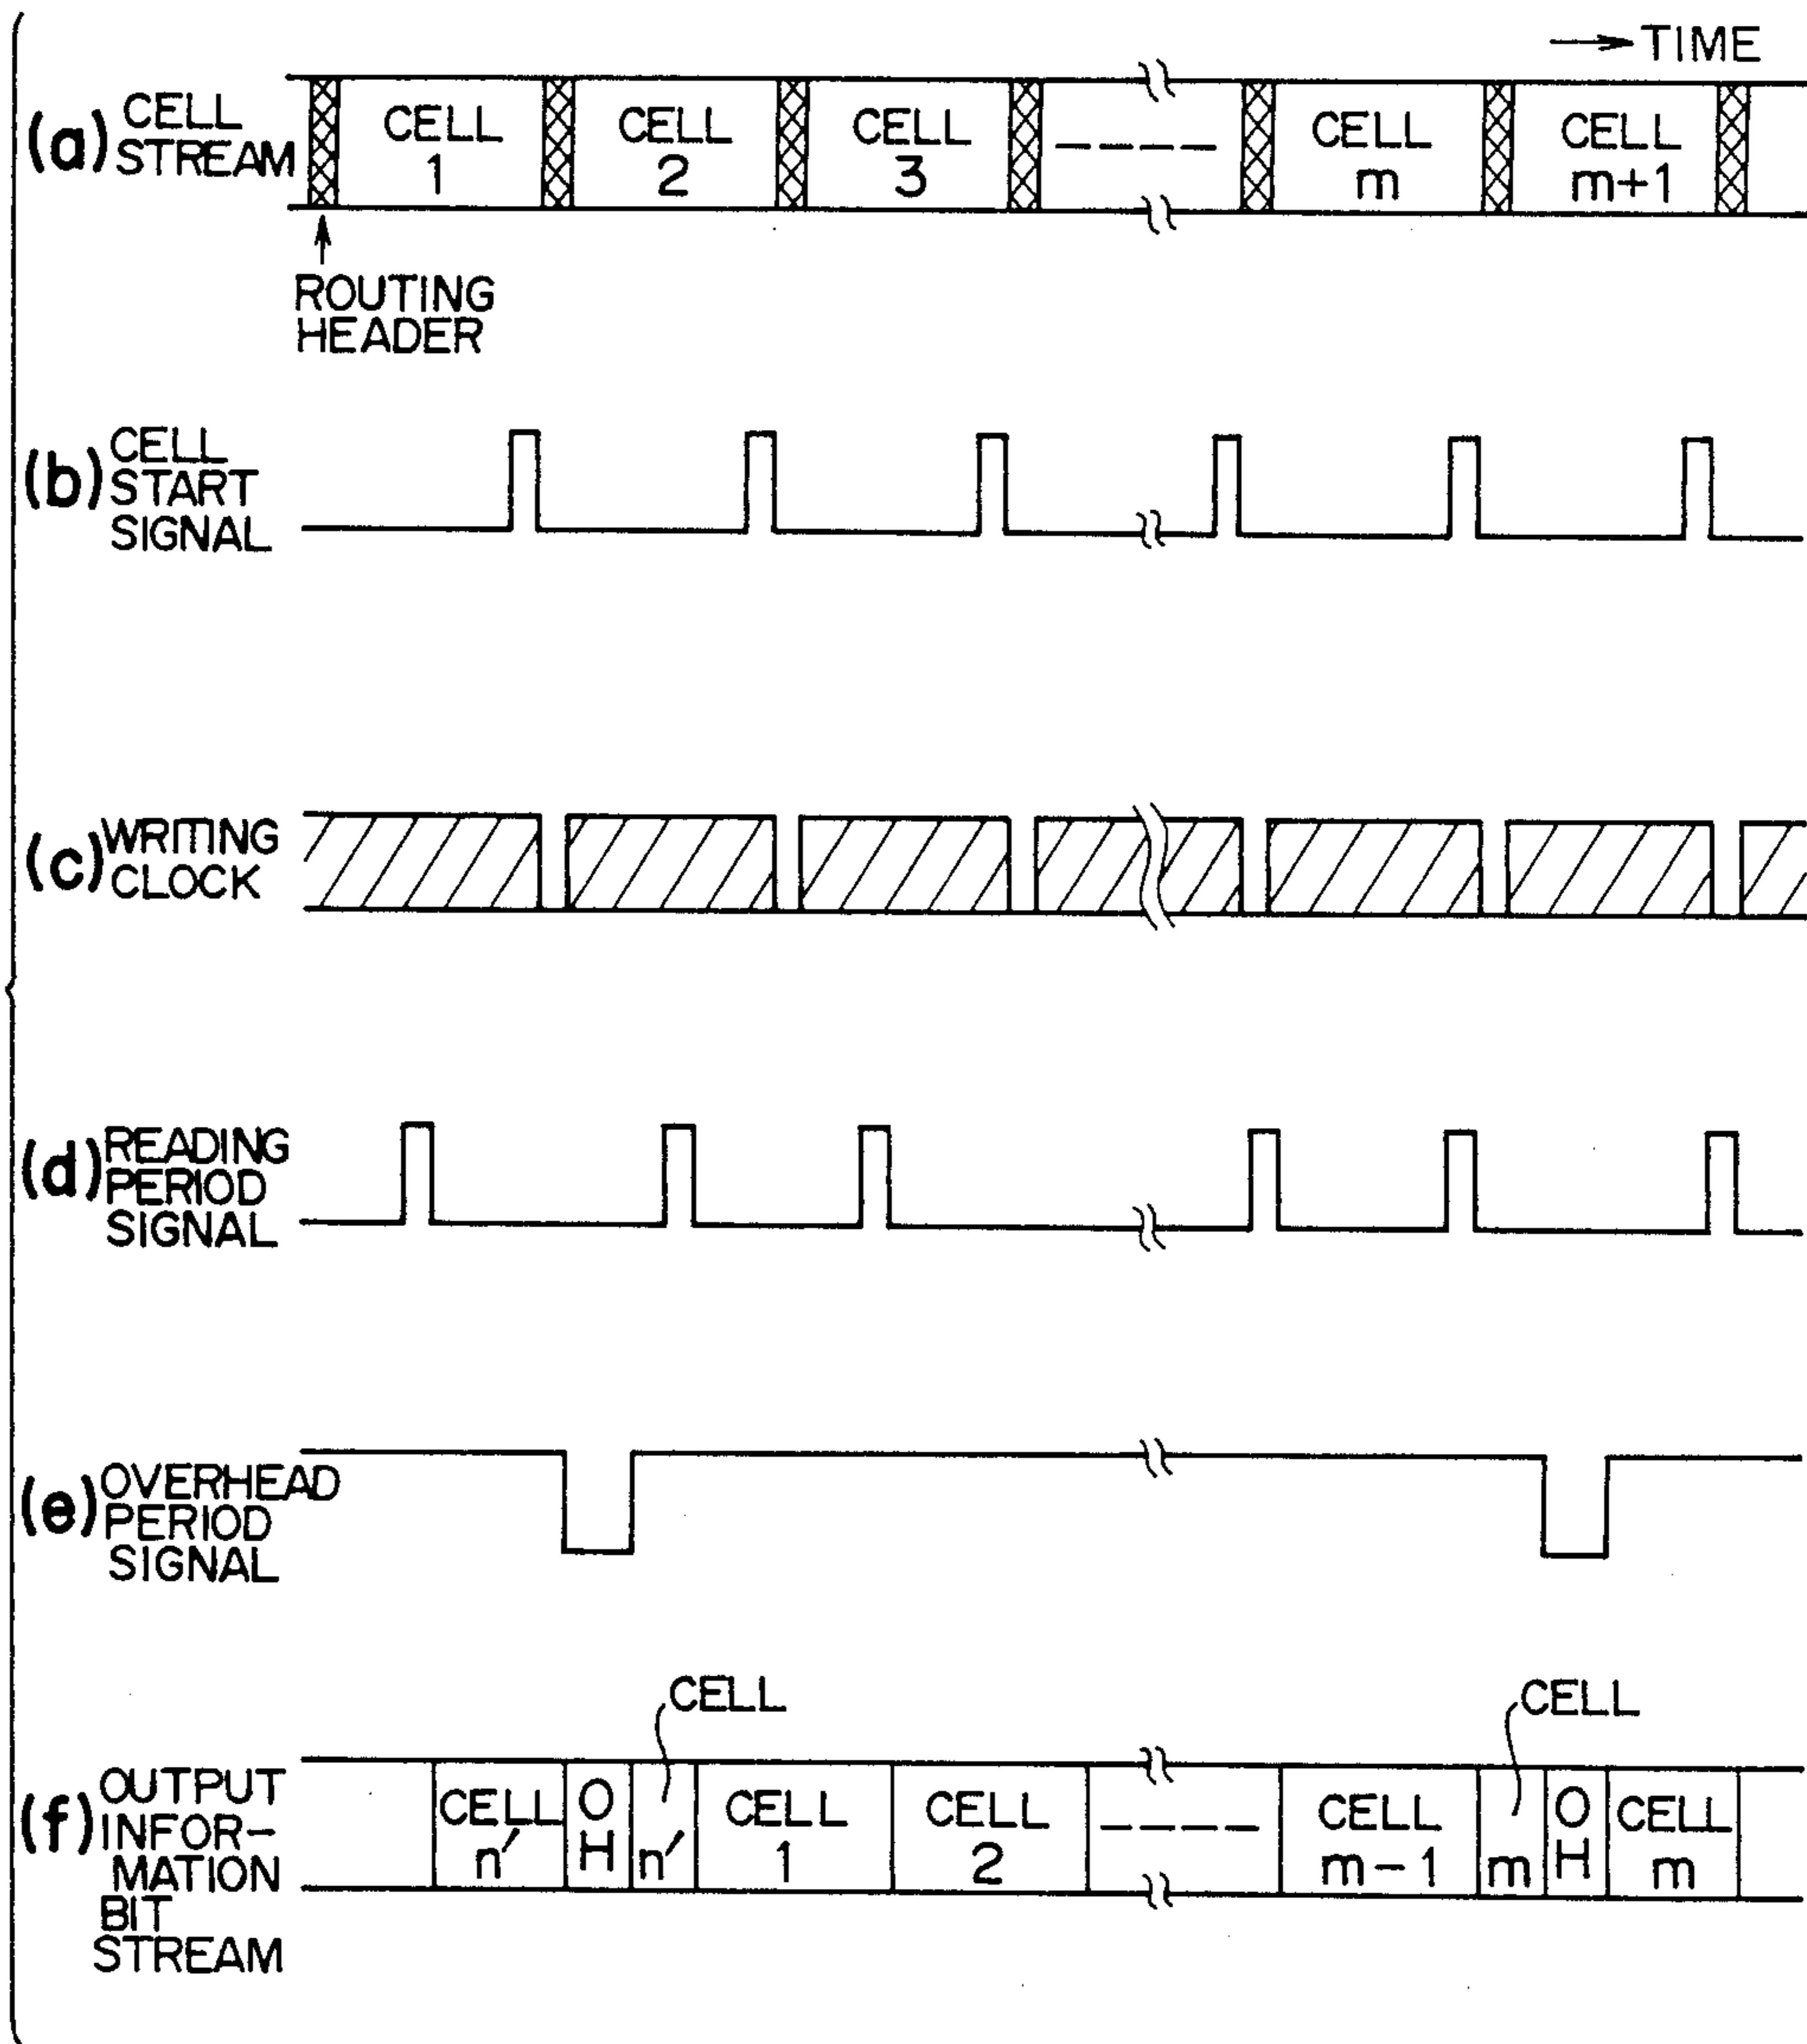 → TIME
(a) CELL STREAM
CELL 1
CELL 2
CELL 3
CELL m
CELL m+1
ROUTING
HEADER
(b) CELL
START
SIGNAL
(c) WRITING
CLOCK
(d) READING
PERIOD
SIGNAL
(e) OVERHEAD
PERIOD
SIGNAL
CELL
CELL
(f) OUTPUT
INFOR-
MATION
BIT
STREAM
CELL n'
OH
n'
CELL 1
CELL 2
CELL m-1
m
OH
CELL m